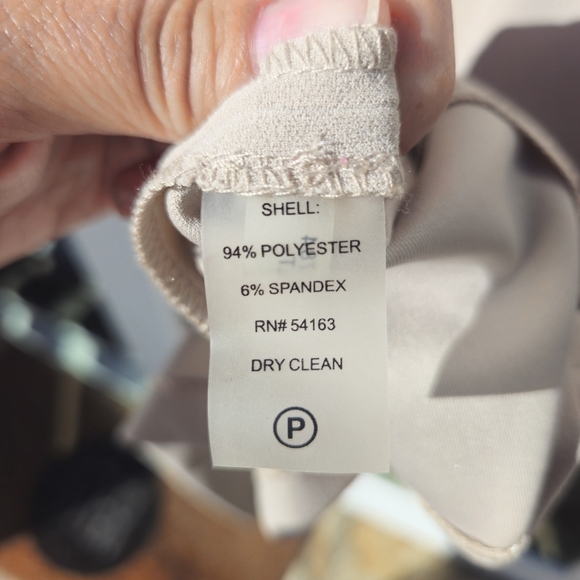 SHELL:
94% POLYESTER
6% SPANDEX
RN# 54163
DRY CLEAN
P